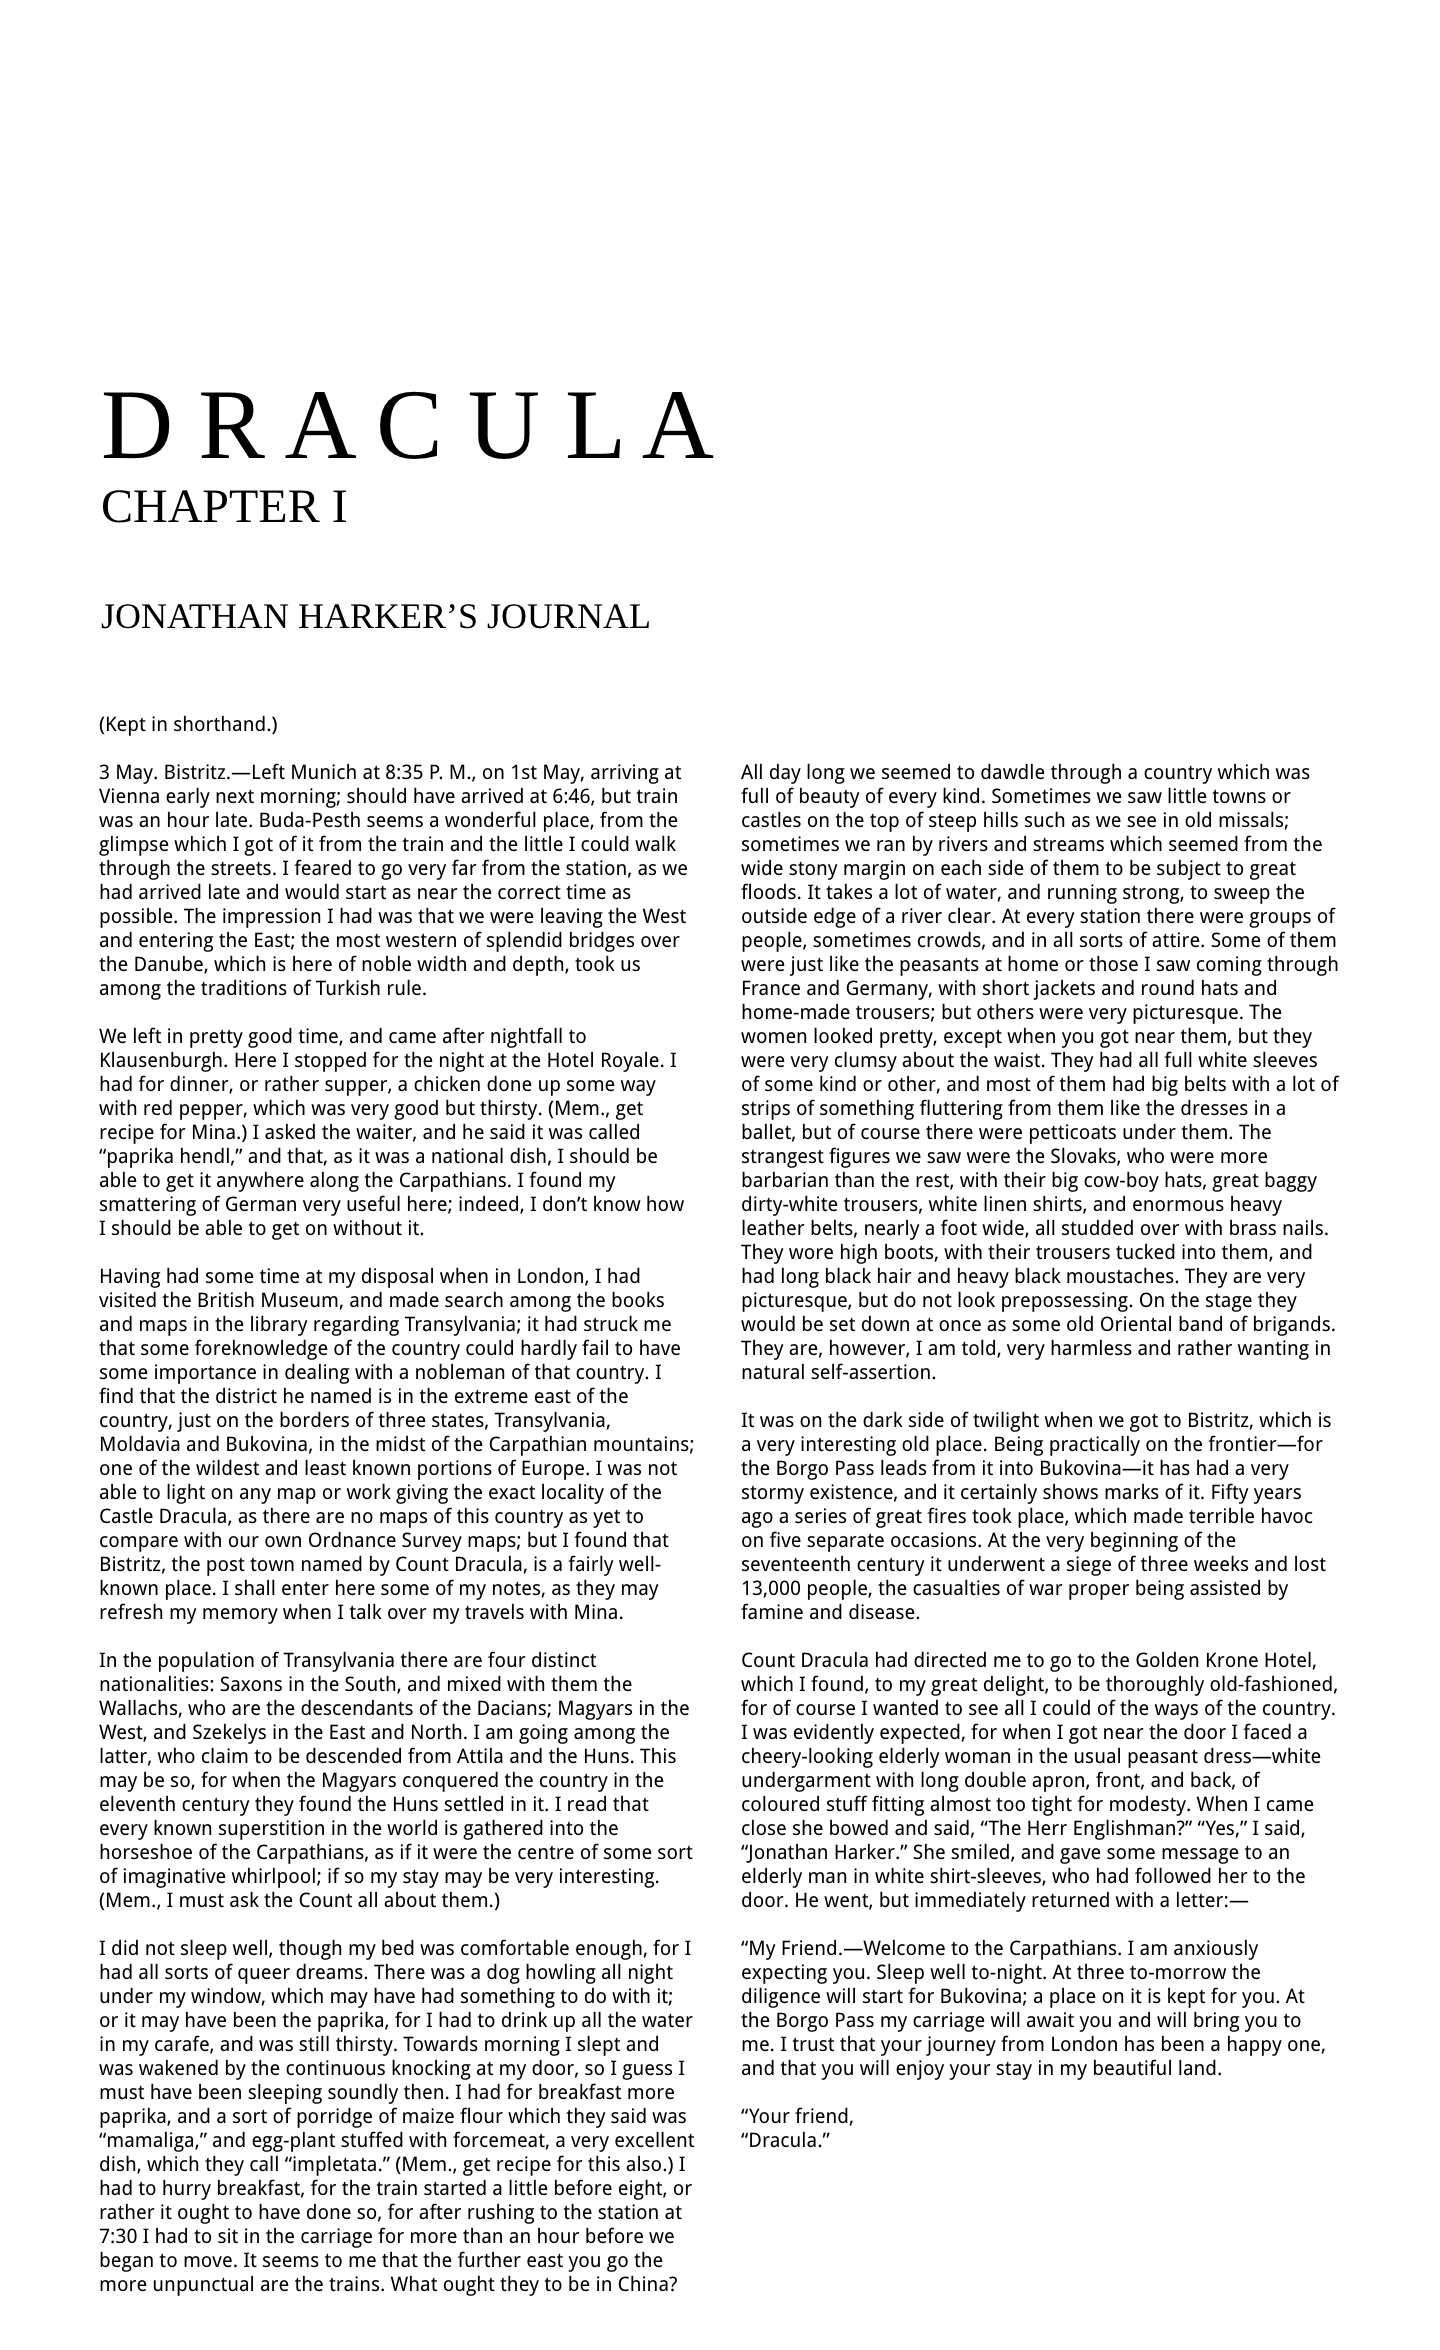 D R A C U L A
CHAPTER I
JONATHAN HARKER’S JOURNAL
(Kept in shorthand.)
3 May. Bistritz.—Left Munich at 8:35 P. M., on 1st May, arriving at
Vienna early next morning; should have arrived at 6:46, but train
was an hour late. Buda-Pesth seems a wonderful place, from the
glimpse which I got of it from the train and the little I could walk
through the streets. I feared to go very far from the station, as we
had arrived late and would start as near the correct time as
possible. The impression I had was that we were leaving the West
and entering the East; the most western of splendid bridges over
the Danube, which is here of noble width and depth, took us
among the traditions of Turkish rule.
We left in pretty good time, and came after nightfall to
Klausenburgh. Here I stopped for the night at the Hotel Royale. I
had for dinner, or rather supper, a chicken done up some way
with red pepper, which was very good but thirsty. (Mem., get
recipe for Mina.) I asked the waiter, and he said it was called
“paprika hendl,” and that, as it was a national dish, I should be
able to get it anywhere along the Carpathians. I found my
smattering of German very useful here; indeed, I don’t know how
I should be able to get on without it.
Having had some time at my disposal when in London, I had
visited the British Museum, and made search among the books
and maps in the library regarding Transylvania; it had struck me
that some foreknowledge of the country could hardly fail to have
some importance in dealing with a nobleman of that country. I
find that the district he named is in the extreme east of the
country, just on the borders of three states, Transylvania,
Moldavia and Bukovina, in the midst of the Carpathian mountains;
one of the wildest and least known portions of Europe. I was not
able to light on any map or work giving the exact locality of the
Castle Dracula, as there are no maps of this country as yet to
compare with our own Ordnance Survey maps; but I found that
Bistritz, the post town named by Count Dracula, is a fairly well-
known place. I shall enter here some of my notes, as they may
refresh my memory when I talk over my travels with Mina.
In the population of Transylvania there are four distinct
nationalities: Saxons in the South, and mixed with them the
Wallachs, who are the descendants of the Dacians; Magyars in the
West, and Szekelys in the East and North. I am going among the
latter, who claim to be descended from Attila and the Huns. This
may be so, for when the Magyars conquered the country in the
eleventh century they found the Huns settled in it. I read that
every known superstition in the world is gathered into the
horseshoe of the Carpathians, as if it were the centre of some sort
of imaginative whirlpool; if so my stay may be very interesting.
(Mem., I must ask the Count all about them.)
I did not sleep well, though my bed was comfortable enough, for I
had all sorts of queer dreams. There was a dog howling all night
under my window, which may have had something to do with it;
or it may have been the paprika, for I had to drink up all the water
in my carafe, and was still thirsty. Towards morning I slept and
was wakened by the continuous knocking at my door, so I guess I
must have been sleeping soundly then. I had for breakfast more
paprika, and a sort of porridge of maize flour which they said was
“mamaliga,” and egg-plant stuffed with forcemeat, a very excellent
dish, which they call “impletata.” (Mem., get recipe for this also.) I
had to hurry breakfast, for the train started a little before eight, or
rather it ought to have done so, for after rushing to the station at
7:30 I had to sit in the carriage for more than an hour before we
began to move. It seems to me that the further east you go the
more unpunctual are the trains. What ought they to be in China?
All day long we seemed to dawdle through a country which was
full of beauty of every kind. Sometimes we saw little towns or
castles on the top of steep hills such as we see in old missals;
sometimes we ran by rivers and streams which seemed from the
wide stony margin on each side of them to be subject to great
floods. It takes a lot of water, and running strong, to sweep the
outside edge of a river clear. At every station there were groups of
people, sometimes crowds, and in all sorts of attire. Some of them
were just like the peasants at home or those I saw coming through
France and Germany, with short jackets and round hats and
home-made trousers; but others were very picturesque. The
women looked pretty, except when you got near them, but they
were very clumsy about the waist. They had all full white sleeves
of some kind or other, and most of them had big belts with a lot of
strips of something fluttering from them like the dresses in a
ballet, but of course there were petticoats under them. The
strangest figures we saw were the Slovaks, who were more
barbarian than the rest, with their big cow-boy hats, great baggy
dirty-white trousers, white linen shirts, and enormous heavy
leather belts, nearly a foot wide, all studded over with brass nails.
They wore high boots, with their trousers tucked into them, and
had long black hair and heavy black moustaches. They are very
picturesque, but do not look prepossessing. On the stage they
would be set down at once as some old Oriental band of brigands.
They are, however, I am told, very harmless and rather wanting in
natural self-assertion.
It was on the dark side of twilight when we got to Bistritz, which is
a very interesting old place. Being practically on the frontier—for
the Borgo Pass leads from it into Bukovina—it has had a very
stormy existence, and it certainly shows marks of it. Fifty years
ago a series of great fires took place, which made terrible havoc
on five separate occasions. At the very beginning of the
seventeenth century it underwent a siege of three weeks and lost
13,000 people, the casualties of war proper being assisted by
famine and disease.
Count Dracula had directed me to go to the Golden Krone Hotel,
which I found, to my great delight, to be thoroughly old-fashioned,
for of course I wanted to see all I could of the ways of the country.
I was evidently expected, for when I got near the door I faced a
cheery-looking elderly woman in the usual peasant dress—white
undergarment with long double apron, front, and back, of
coloured stuff fitting almost too tight for modesty. When I came
close she bowed and said, “The Herr Englishman?” “Yes,” I said,
“Jonathan Harker.” She smiled, and gave some message to an
elderly man in white shirt-sleeves, who had followed her to the
door. He went, but immediately returned with a letter:—
“My Friend.—Welcome to the Carpathians. I am anxiously
expecting you. Sleep well to-night. At three to-morrow the
diligence will start for Bukovina; a place on it is kept for you. At
the Borgo Pass my carriage will await you and will bring you to
me. I trust that your journey from London has been a happy one,
and that you will enjoy your stay in my beautiful land.
“Your friend,
“Dracula.”